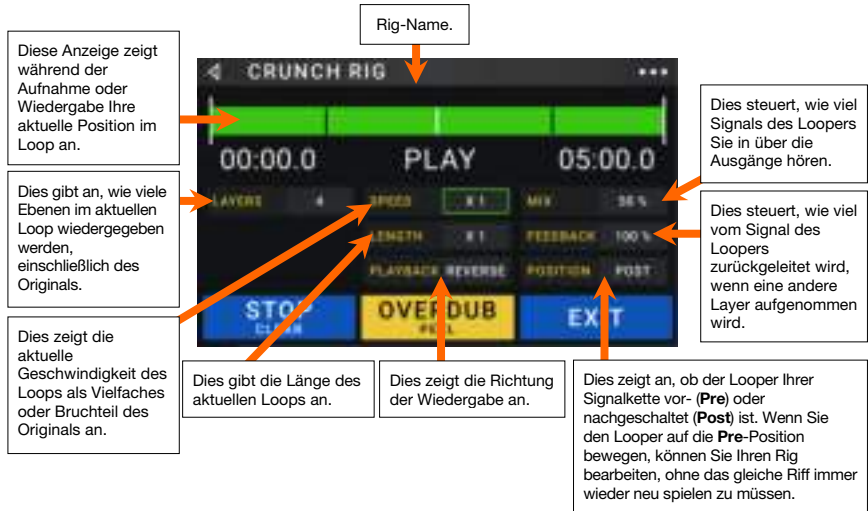 Rig-Name.
Diese Anzeige zeigt
während der
Aufnahme oder
Wiedergabe Ihre
aktuelle Position im
Loop an.
Dies gibt an, wie viele
Ebenen im aktuellen
Loop wiedergegeben
werden,
einschließlich des
Originals.
Dies zeigt die
aktuelle
Geschwindigkeit des
Loops als Vielfaches
oder Bruchteil des
Originals an.
CRUNCH RIG
00:00.0 PLAY 05:00.0
LAYERS 4 SPEED X 1 MIX
LENGTH X 1 FEEDBACK 100 %
PLAYBACK REVERSE POSITION POST
STOP OVERDUB EXIT
CLEAR PEEL
Dies steuert, wie viel
Signals des Loopers
Sie in über die
Ausgänge hören.
Dies steuert, wie viel
vom Signal des
Loopers
zurückgeleitet wird,
wenn eine andere
Layer aufgenommen
wird.
Dies gibt die Länge des
aktuellen Loops an.
Dies zeigt die Richtung
der Wiedergabe an.
Dies zeigt an, ob der Looper Ihrer
Signalkette vor- (Pre) oder
nachgeschaltet (Post) ist. Wenn Sie
den Looper auf die Pre-Position
bewegen, können Sie Ihren Rig
bearbeiten, ohne das gleiche Riff immer
wieder neu spielen zu müssen.